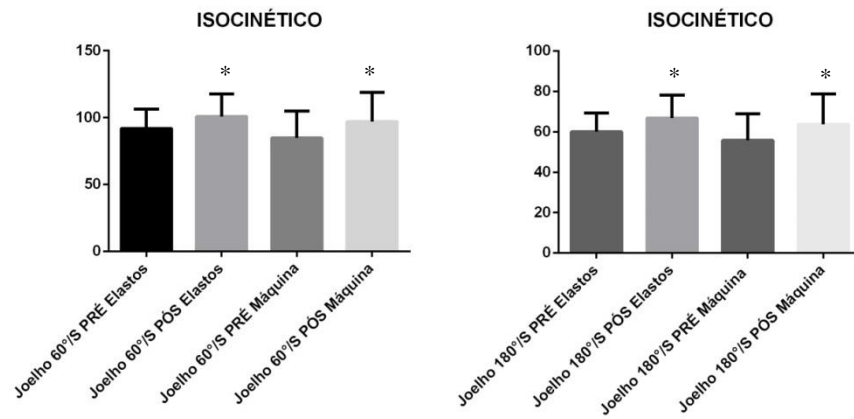 ISOCINÉTICO
150
100
50
0
*
*
Joelho 60°/S PRÉ Elastos
Joelho 60°/S PÓS Elastos
Joelho 60°/S PRÉ Máquina
Joelho 60°/S PÓS Máquina
ISOCINÉTICO
100
80
60
40
20
0
*
*
Joelho 180°/S PRÉ Elastos
Joelho 180°/S PÓS Elastos
Joelho 180°/S PRÉ Máquina
Joelho 180°/S PÓS Máquina